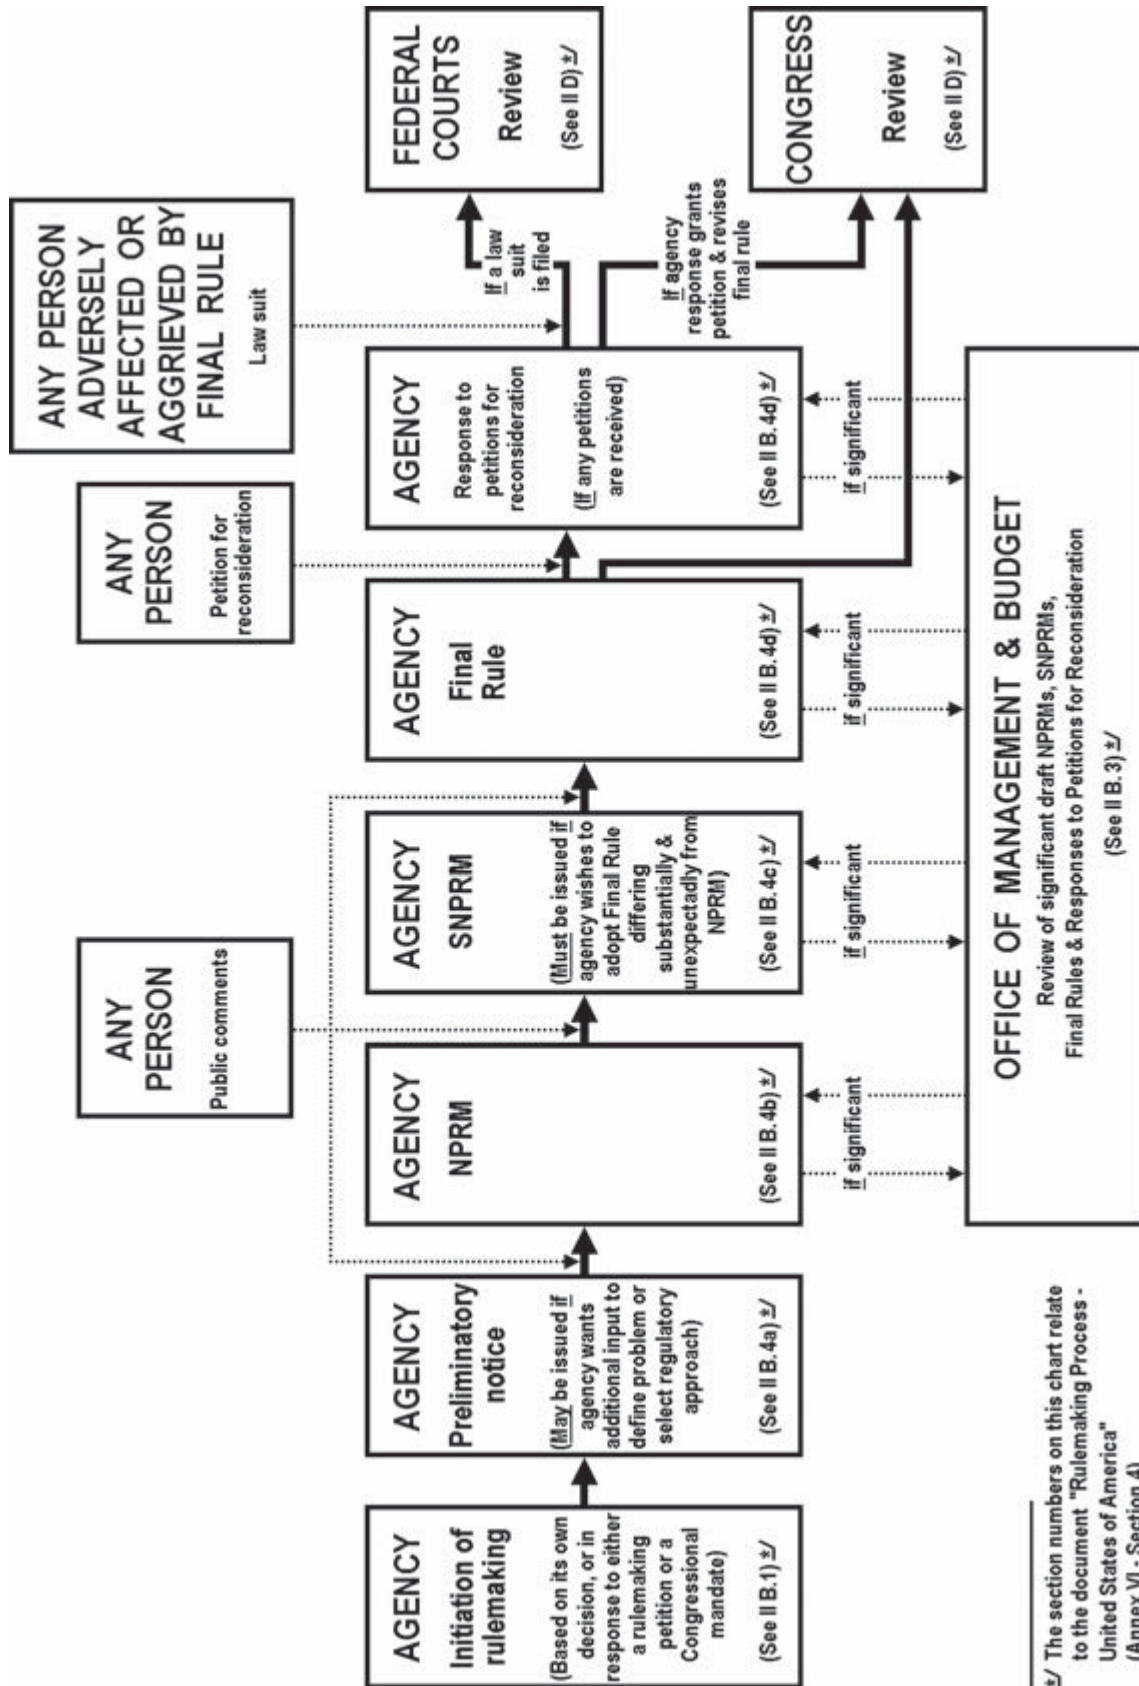 ANY PERSON
ADVERSELY
AFFECTED OR
AGGRIEVED BY
FINAL RULE
Law suit
ANY
PERSON
Petition for
reconsideration
ANY
PERSON
Public comments
AGENCY
Initiation of
rulemaking
(Based on its own
decision, or in
response to either
a rulemaking
petition or a
Congressional
mandate)
(See II B.1) */
AGENCY
Preliminatory
notice
(May be issued if
agency wants
additional input to
define problem or
select regulatory
approach)
(See II B.4a) */
AGENCY
NPRM
(See II B.4b) */
AGENCY
SNPRM
(Must be issued if
agency wishes to
adopt Final Rule
differing
substantially &
unexpectadly from
NPRM)
(See II B.4c) */
AGENCY
Final
Rule
(See II B.4d) */
AGENCY
Response to
petitions for
reconsideration
(If any petitions
are received)
(See II B.4d) */
If a law
suit
is filed
If agency
response grants
petition & revises
final rule
FEDERAL
COURTS
Review
(See II D) */
CONGRESS
Review
(See II D) */
if significant
if significant
if significant
if significant
OFFICE OF MANAGEMENT & BUDGET
Review of significant draft NPRMs, SNPRMs,
Final Rules & Responses to Petitions for Reconsideration
(See II B. 3) */
*/ The section numbers on this chart relate
to the document "Rulemaking Process -
United States of America"
(Annex VI - Section 4)